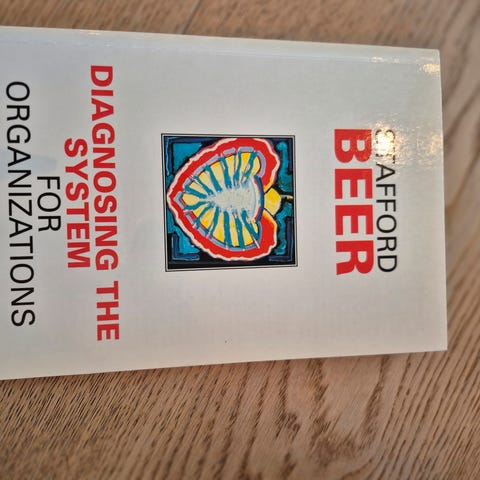 STAFFORD
BEER
DIAGNOSING THE
SYSTEM
FOR
ORGANIZATIONS